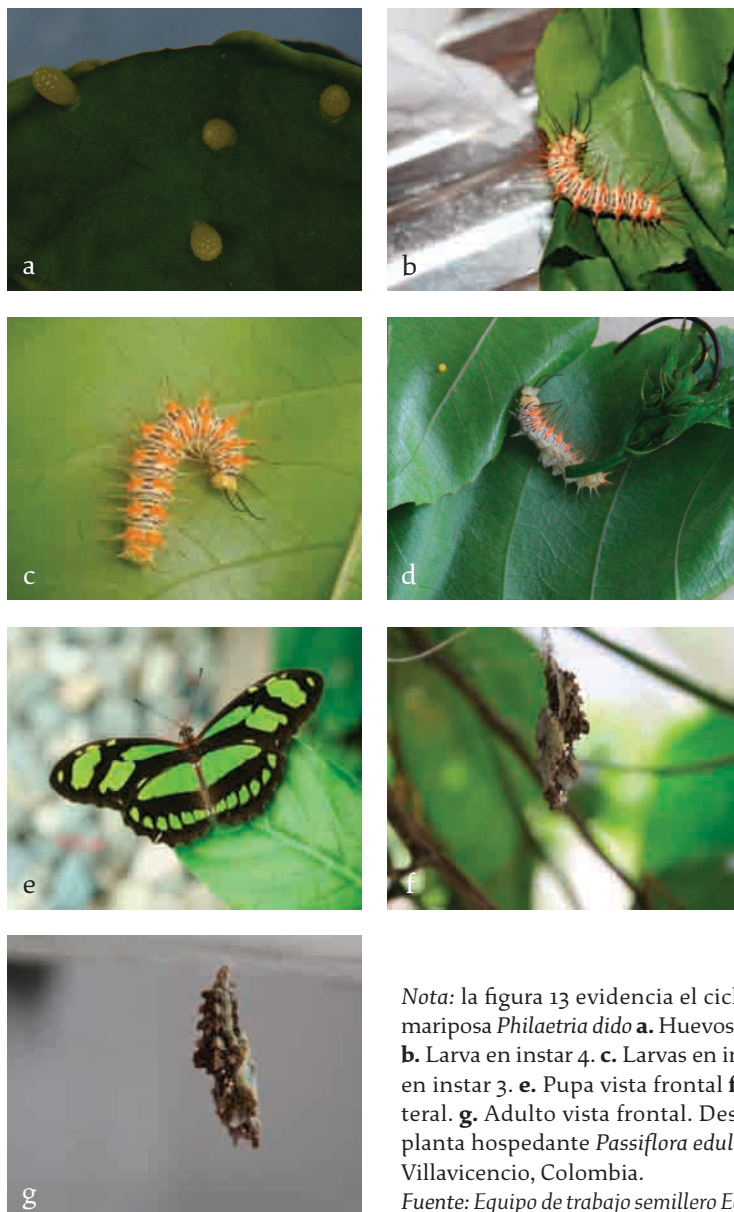 a
b
c
d
e
f
g
Nota: la figura 13 evidencia el cicl
mariposa Philaetria dido a. Huevos
b. Larva en instar 4. c. Larvas en in
en instar 3. e. Pupa vista frontal f
teral. g. Adulto vista frontal. Des
planta hospedante Passiflora edul
Villavicencio, Colombia.
Fuente: Equipo de trabajo semillero E